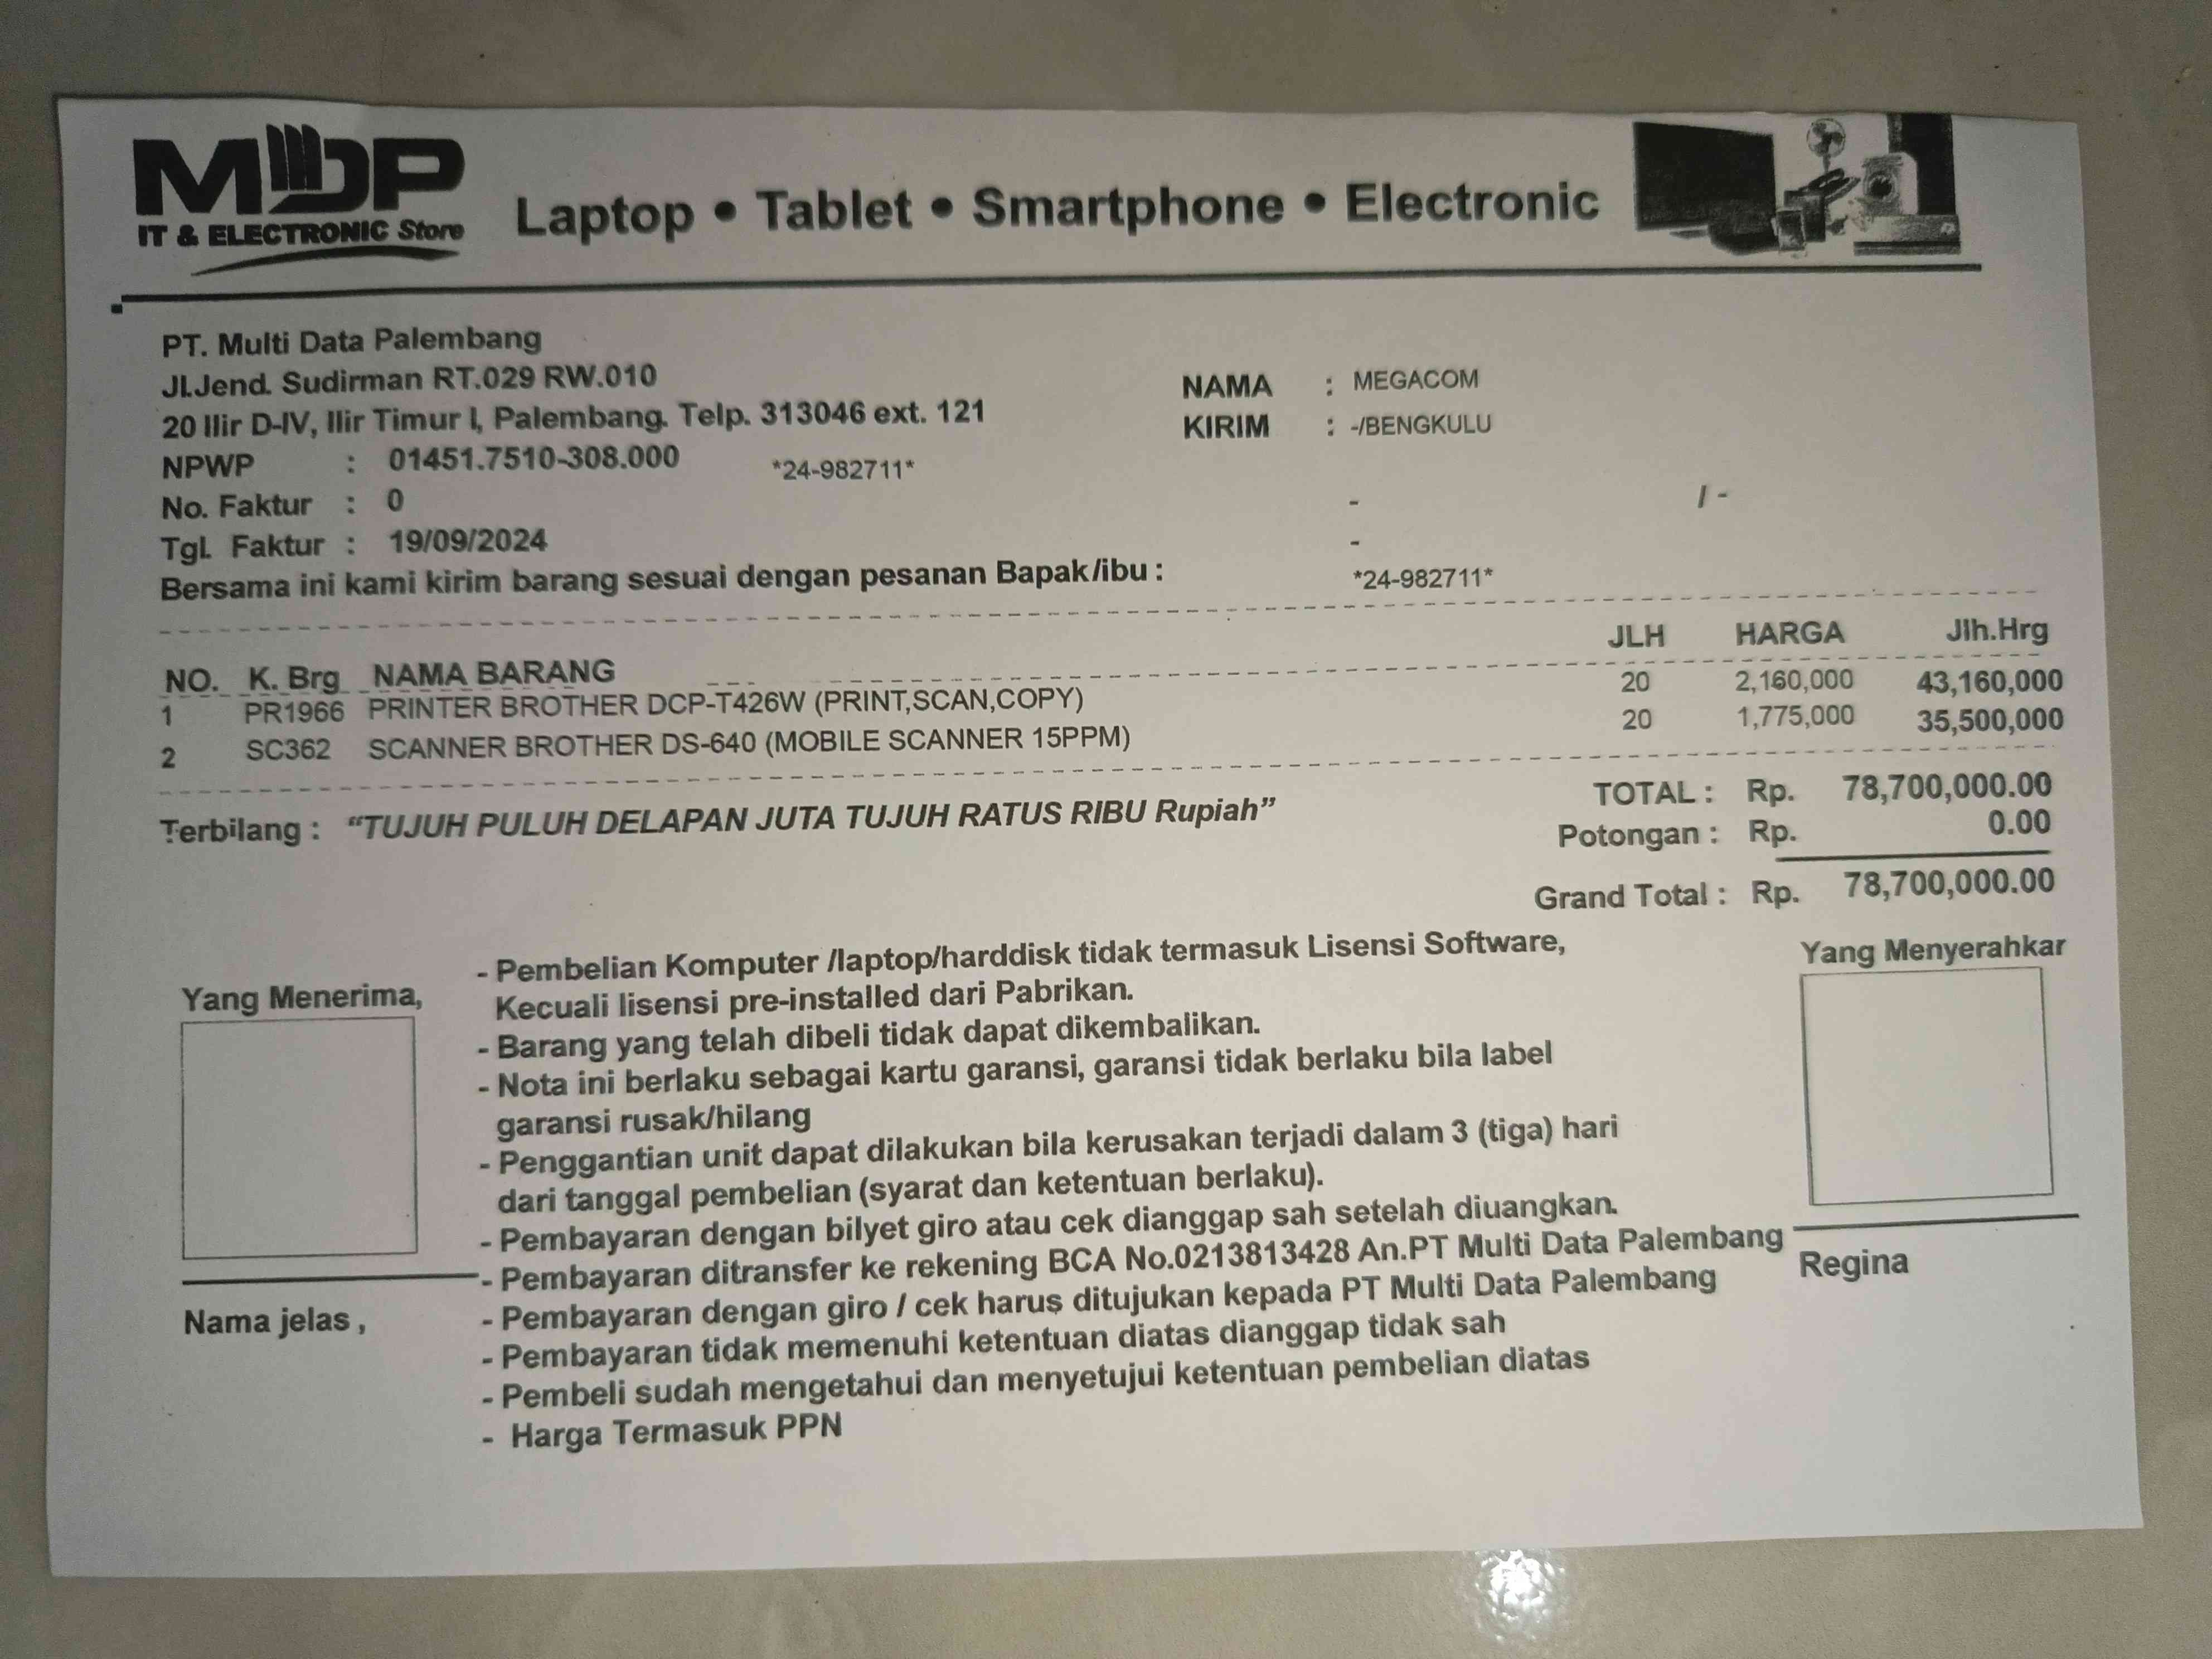 MDP
IT & ELECTRONIC Store
Laptop • Tablet • Smartphone • Electronic
PT. Multi Data Palembang
Jl.Jend. Sudirman RT.029 RW.010
20 Ilir D-IV, Ilir Timur I, Palembang. Telp. 313046 ext. 121
NPWP : 01451.7510-308.000 *24-982711*
No. Faktur : 0
Tgl. Faktur : 19/09/2024
Bersama ini kami kirim barang sesuai dengan pesanan Bapak/ibu :
NAMA : MEGACOM
KIRIM : -/BENGKULU
- / -
-
*24-982711*
NO. K. Brg NAMA BARANG JLH HARGA Jlh.Hrg
1 PR1966 PRINTER BROTHER DCP-T426W (PRINT,SCAN,COPY) 20 2,160,000 43,160,000
2 SC362 SCANNER BROTHER DS-640 (MOBILE SCANNER 15PPM) 20 1,775,000 35,500,000
Terbilang : “TUJUH PULUH DELAPAN JUTA TUJUH RATUS RIBU Rupiah”
TOTAL : Rp. 78,700,000.00
Potongan : Rp. 0.00
Grand Total : Rp. 78,700,000.00
Yang Menerima,
Nama jelas ,
- Pembelian Komputer /laptop/harddisk tidak termasuk Lisensi Software,
Kecuali lisensi pre-installed dari Pabrikan.
- Barang yang telah dibeli tidak dapat dikembalikan.
- Nota ini berlaku sebagai kartu garansi, garansi tidak berlaku bila label
garansi rusak/hilang
- Penggantian unit dapat dilakukan bila kerusakan terjadi dalam 3 (tiga) hari
dari tanggal pembelian (syarat dan ketentuan berlaku).
- Pembayaran dengan bilyet giro atau cek dianggap sah setelah diuangkan.
- Pembayaran ditransfer ke rekening BCA No.0213813428 An.PT Multi Data Palembang
- Pembayaran dengan giro / cek harus ditujukan kepada PT Multi Data Palembang
- Pembayaran tidak memenuhi ketentuan diatas dianggap tidak sah
- Pembeli sudah mengetahui dan menyetujui ketentuan pembelian diatas
- Harga Termasuk PPN
Yang Menyerahkar
Regina